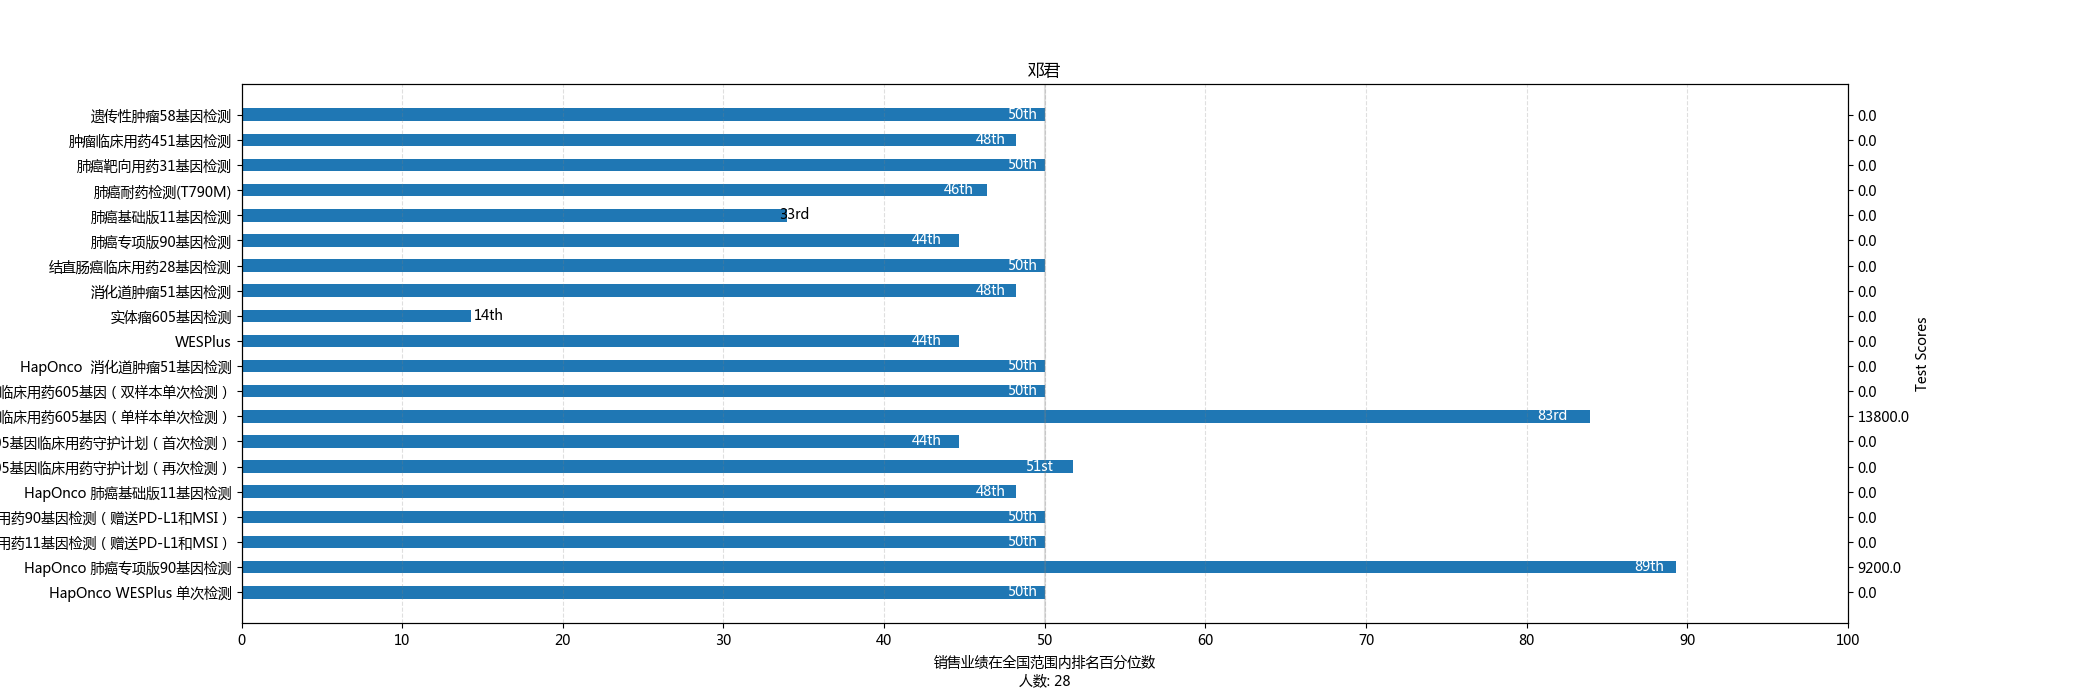 邓君
遗传性肿瘤58基因检测 50th 0.0
肿瘤临床用药451基因检测 48th 0.0
肺癌靶向用药31基因检测 50th 0.0
肺癌耐药检测(T790M) 46th 0.0
肺癌基础版11基因检测 33rd 0.0
肺癌专项版90基因检测 44th 0.0
结直肠癌临床用药28基因检测 50th 0.0
消化道肿瘤51基因检测 48th 0.0
实体瘤605基因检测 14th 0.0
WESPlus 44th 0.0
HapOnco  消化道肿瘤51基因检测 50th 0.0
临床用药605基因（双样本单次检测） 50th 0.0
临床用药605基因（单样本单次检测） 83rd 13800.0
5基因临床用药守护计划（首次检测） 44th 0.0
5基因临床用药守护计划（再次检测） 51st 0.0
HapOnco 肺癌基础版11基因检测 48th 0.0
用药90基因检测（赠送PD-L1和MSI） 50th 0.0
用药11基因检测（赠送PD-L1和MSI） 50th 0.0
HapOnco 肺癌专项版90基因检测 89th 9200.0
HapOnco WESPlus 单次检测 50th 0.0
Test Scores
0 10 20 30 40 50 60 70 80 90 100
销售业绩在全国范围内排名百分位数
人数: 28